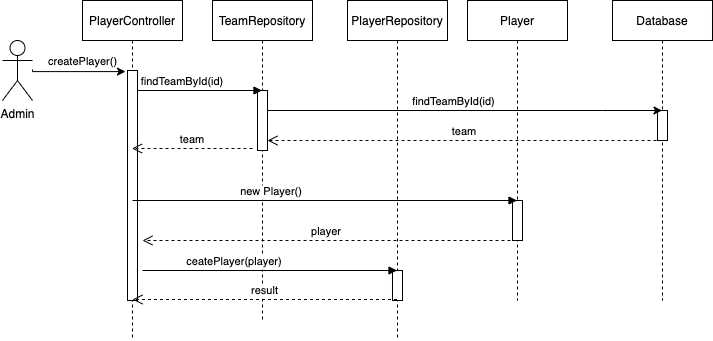 PlayerController
TeamRepository
PlayerRepository
Player
Database
createPlayer()
findTeamById(id)
findTeamById(id)
Admin
team
team
new Player()
player
ceatePlayer(player)
result